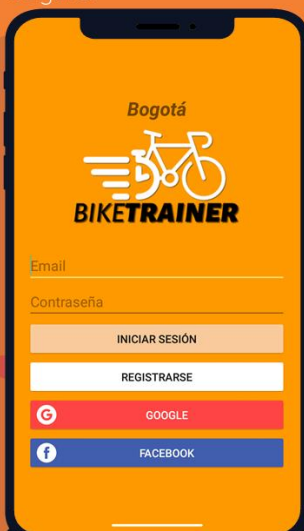 Bogotá
BIKETRAINER
Email
Contraseña
INICIAR SESIÓN
REGISTRARSE
GOOGLE
FACEBOOK